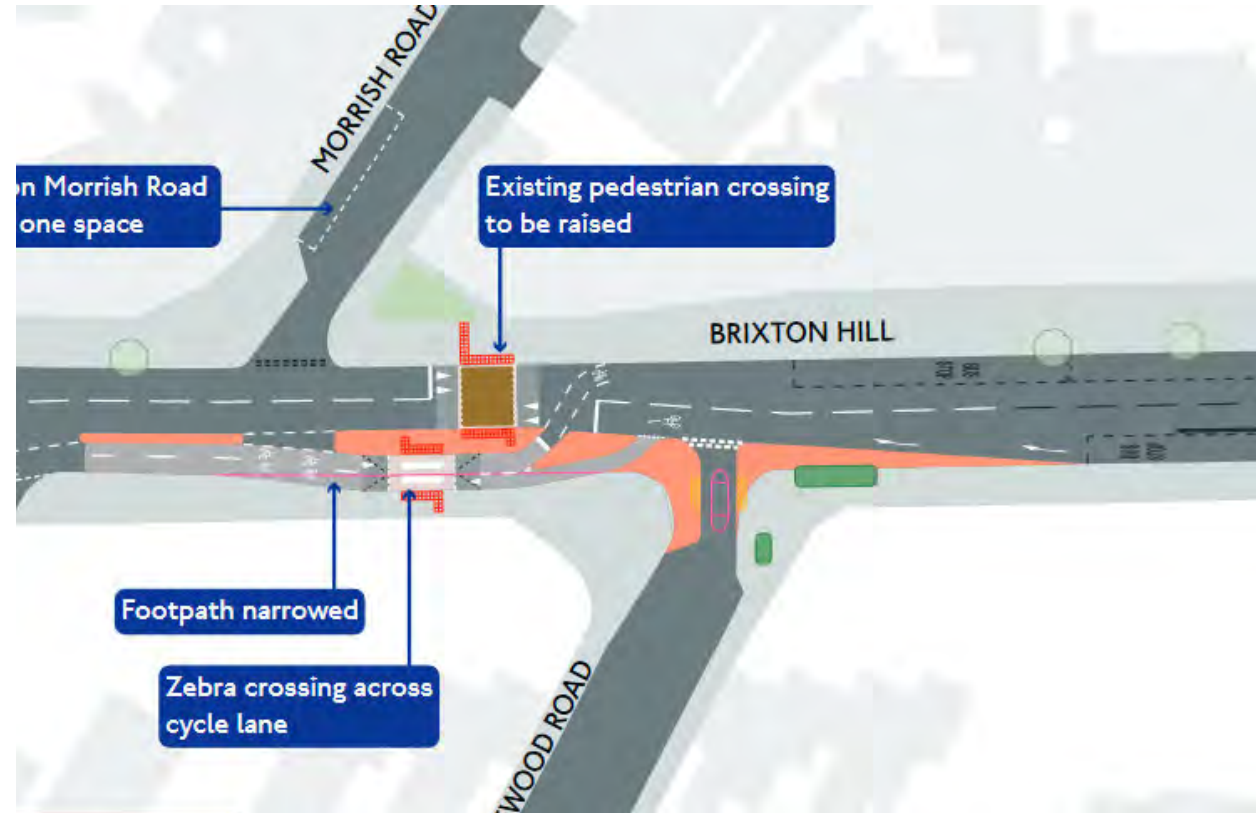 MORRISH ROAD
on Morrish Road
one space
Existing pedestrian crossing
to be raised
BRIXTON HILL
Footpath narrowed
Zebra crossing across
cycle lane
WOOD ROAD